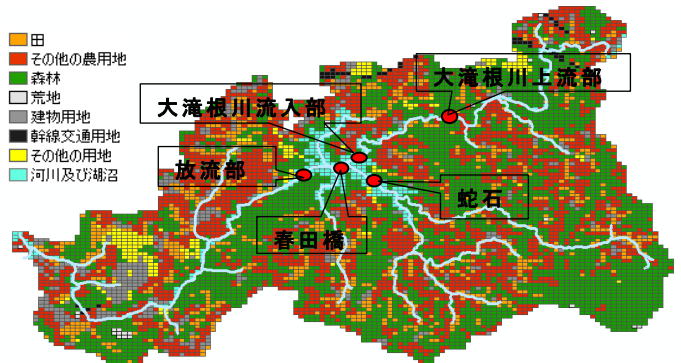 田
その他の農用地
森林
荒地
建物用地
幹線交通用地
その他の用地
河川及び湖沼
大滝根川上流部
大滝根川流入部
放流部
蛇石
春田橋